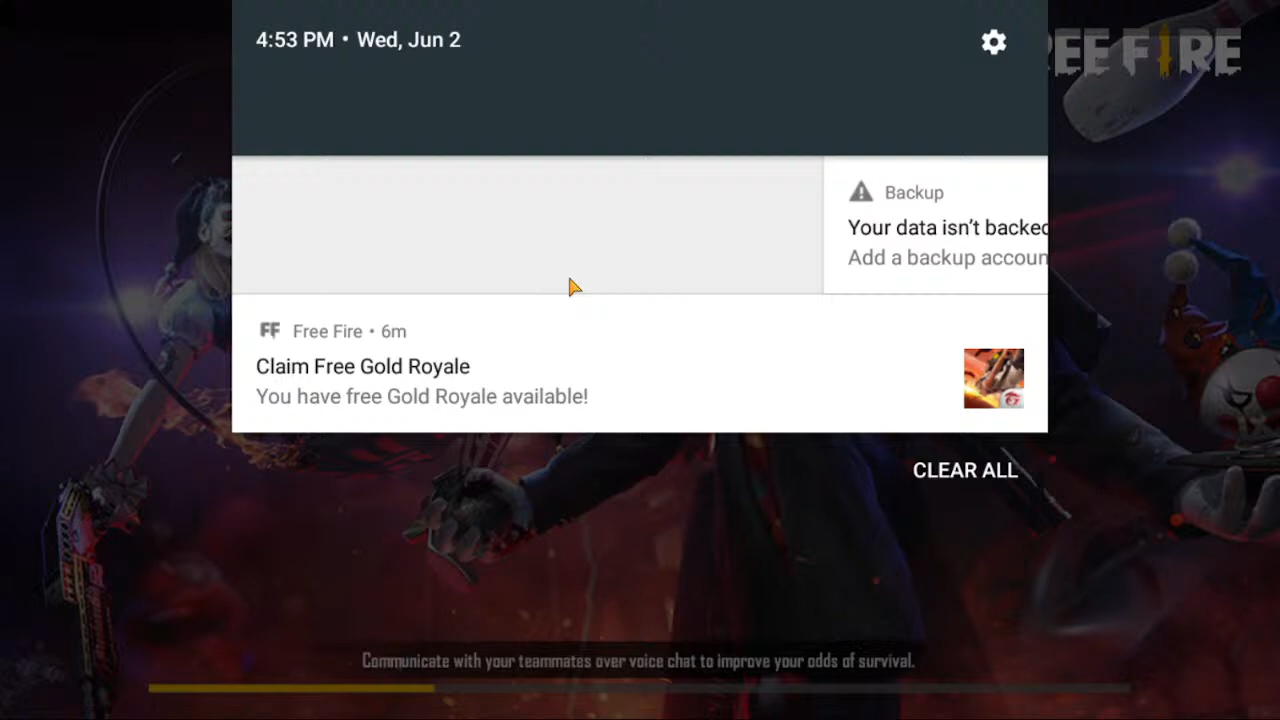 4:53 PM • Wed, Jun 2
REE FIRE
Backup
Your data isn't backed
Add a backup accoun
FF Free Fire • 6m
Claim Free Gold Royale
You have free Gold Royale available!
CLEAR ALL
Communicate with your teammates over voice chat to improve your odds of survival.